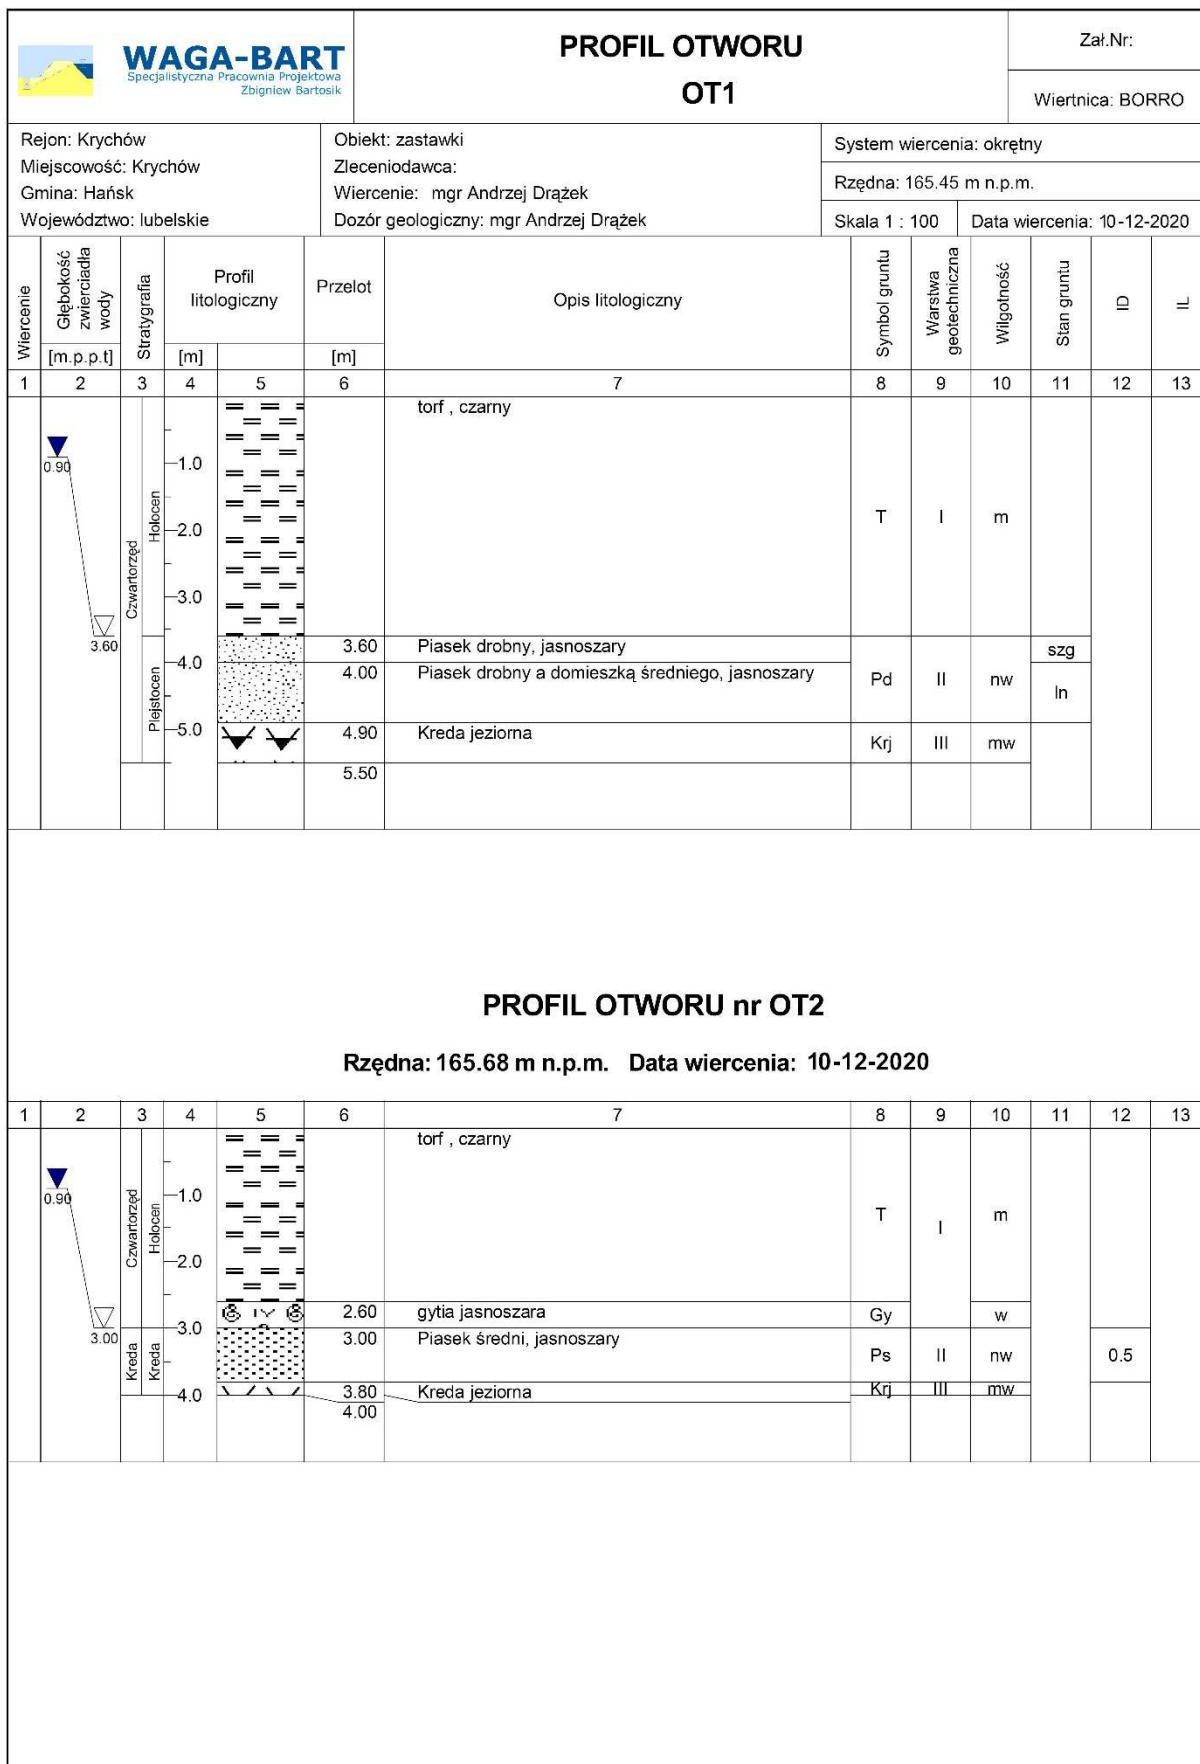 WAGA-BART
Specjalistyczna Pracownia Projektowa
Zbigniew Bartosik
PROFIL OTWORU
OT1
Zał.Nr:
Wiertnica: BORRO
Rejon: Krychów
Miejscowość: Krychów
Gmina: Hańsk
Województwo: lubelskie
Obiekt: zastawki
Zleceniodawca:
Wiercenie: mgr Andrzej Drążek
Dozór geologiczny: mgr Andrzej Drążek
System wiercenia: okrętny
Rzędna: 165.45 m n.p.m.
Skala 1 : 100 Data wiercenia: 10-12-2020
Wiercenie
Głębokość
zwierciadła
wody
[m.p.p.t]
Stratygrafia
Profil
litologiczny
[m]
Przelot
[m]
Opis litologiczny
Symbol gruntu
Warstwa
geotechniczna
Wilgotność
Stan gruntu
ID
IL
1 2 3 4 5 6 7 8 9 10 11 12 13
0.90
3.60
Czwartorzęd
Holocen
Plejstocen
1.0
2.0
3.0
4.0
5.0
torf , czarny
T I m
3.60 Piasek drobny, jasnoszary
szg
4.00 Piasek drobny a domieszką średniego, jasnoszary
Pd II nw
ln
4.90 Kreda jeziorna
Krj III mw
5.50
PROFIL OTWORU nr OT2
Rzędna: 165.68 m n.p.m. Data wiercenia: 10-12-2020
1 2 3 4 5 6 7 8 9 10 11 12 13
0.90
3.00
Czwartorzęd
Holocen
Kreda
Kreda
1.0
2.0
3.0
4.0
torf , czarny
T I m
2.60 gytia jasnoszara Gy w
3.00 Piasek średni, jasnoszary
Ps II nw 0.5
3.80 Kreda jeziorna Krj III mw
4.00